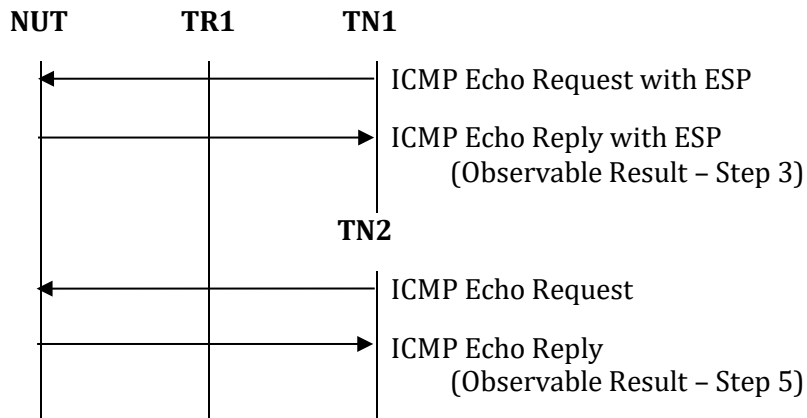 NUT TR1 TN1
ICMP Echo Request with ESP
ICMP Echo Reply with ESP
(Observable Result – Step 3)
TN2
ICMP Echo Request
ICMP Echo Reply
(Observable Result – Step 5)